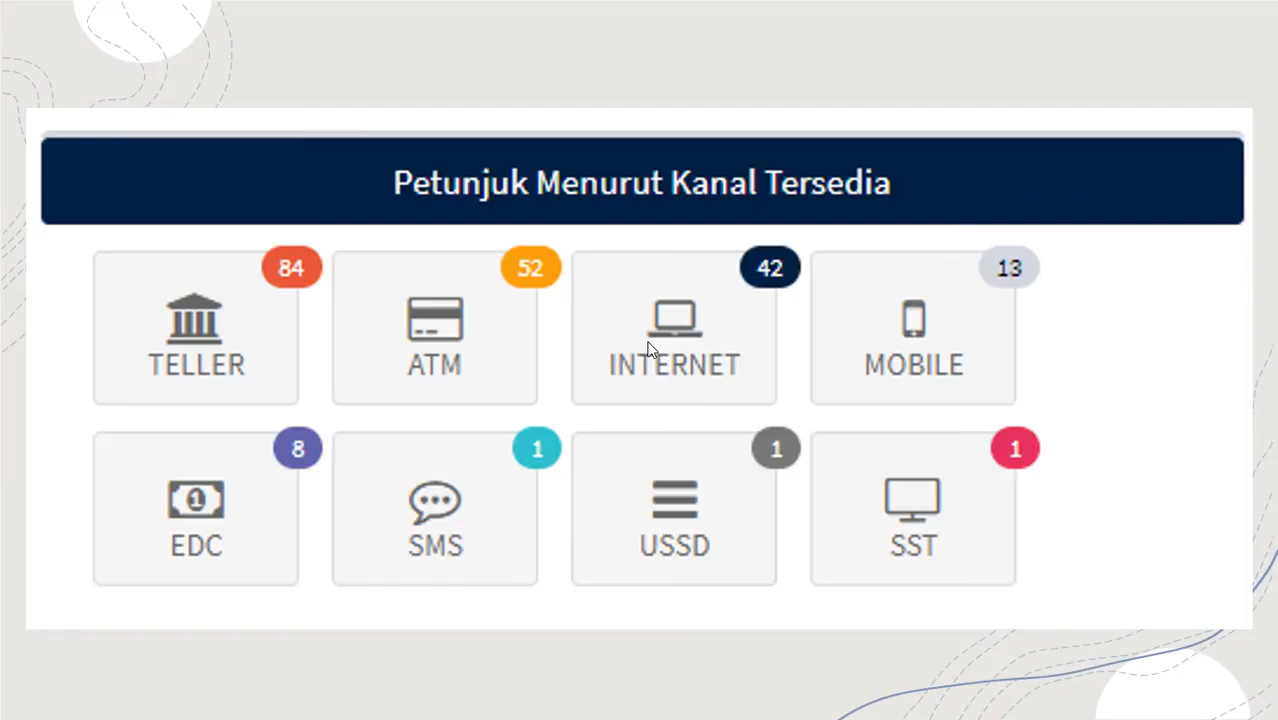 Petunjuk Menurut Kanal Tersedia
84
52
42
13
TELLER
ATM
INTERNET
MOBILE
8
1
1
1
EDC
SMS
USSD
SST